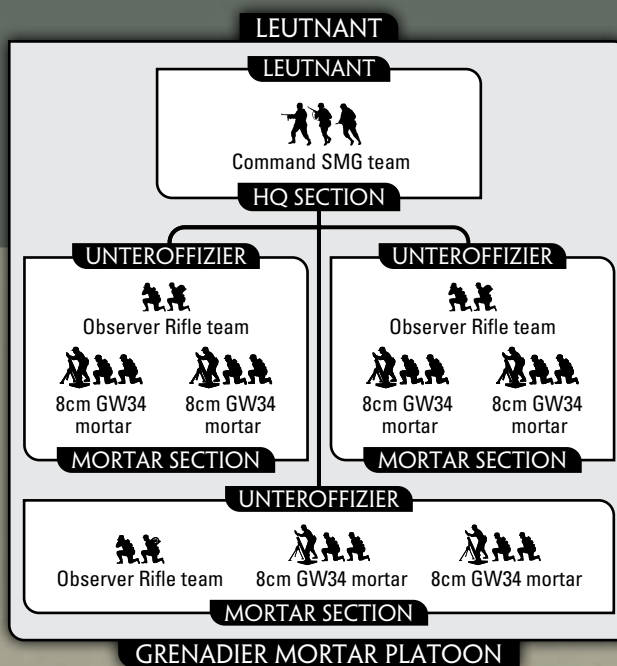 LEUTNANT
LEUTNANT
Command SMG team
HQ SECTION
UNTEROFFIZIER
Observer Rifle team
8cm GW34 8cm GW34
mortar mortar
MORTAR SECTION
UNTEROFFIZIER
Observer Rifle team
8cm GW34 8cm GW34
mortar mortar
MORTAR SECTION
UNTEROFFIZIER
Observer Rifle team 8cm GW34 mortar 8cm GW34 mortar
MORTAR SECTION
GRENADIER MORTAR PLATOON